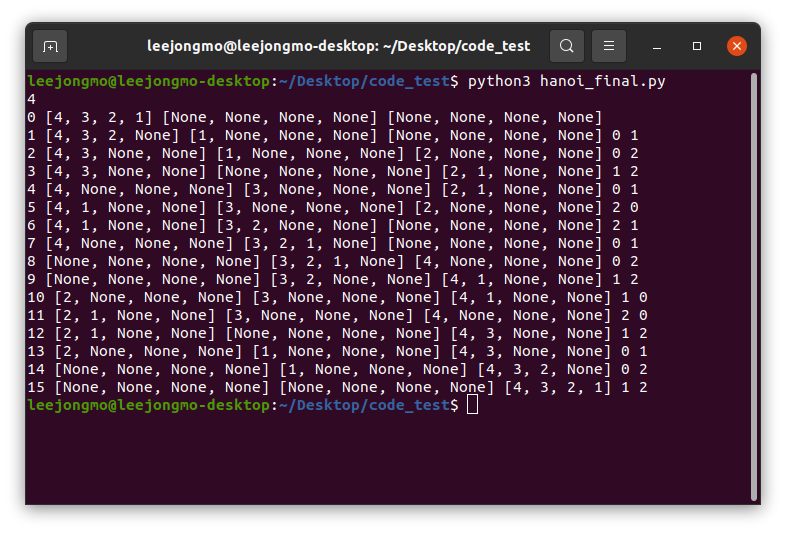 leejongmo@leejongmo-desktop: ~/Desktop/code_test
leejongmo@leejongmo-desktop:~/Desktop/code_test$ python3 hanoi_final.py
4
0 [4, 3, 2, 1] [None, None, None, None] [None, None, None, None]
1 [4, 3, 2, None] [1, None, None, None] [None, None, None, None] 0 1
2 [4, 3, None, None] [1, None, None, None] [2, None, None, None] 0 2
3 [4, 3, None, None] [None, None, None, None] [2, 1, None, None] 1 2
4 [4, None, None, None] [3, None, None, None] [2, 1, None, None] 0 1
5 [4, 1, None, None] [3, None, None, None] [2, None, None, None] 2 0
6 [4, 1, None, None] [3, 2, None, None] [None, None, None, None] 2 1
7 [4, None, None, None] [3, 2, 1, None] [None, None, None, None] 0 1
8 [None, None, None, None] [3, 2, 1, None] [4, None, None, None] 0 2
9 [None, None, None, None] [3, 2, None, None] [4, 1, None, None] 1 2
10 [2, None, None, None] [3, None, None, None] [4, 1, None, None] 1 0
11 [2, 1, None, None] [3, None, None, None] [4, None, None, None] 2 0
12 [2, 1, None, None] [None, None, None, None] [4, 3, None, None] 1 2
13 [2, None, None, None] [1, None, None, None] [4, 3, None, None] 0 1
14 [None, None, None, None] [1, None, None, None] [4, 3, 2, None] 0 2
15 [None, None, None, None] [None, None, None, None] [4, 3, 2, 1] 1 2
leejongmo@leejongmo-desktop:~/Desktop/code_test$